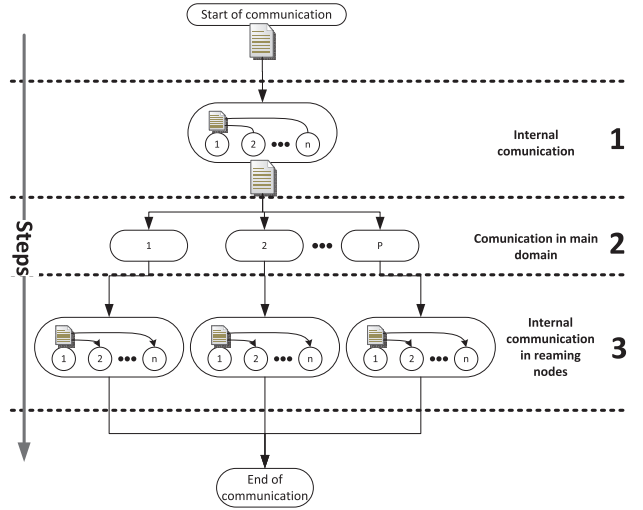 Start of communication
1 2 ●●● n
Internal
comunication
1
Steps
1 2 ●●● P
Comunication in main
domain
2
1 2 ●●● n
1 2 ●●● n
1 2 ●●● n
Internal
communication
in reaming
nodes
3
End of
communication